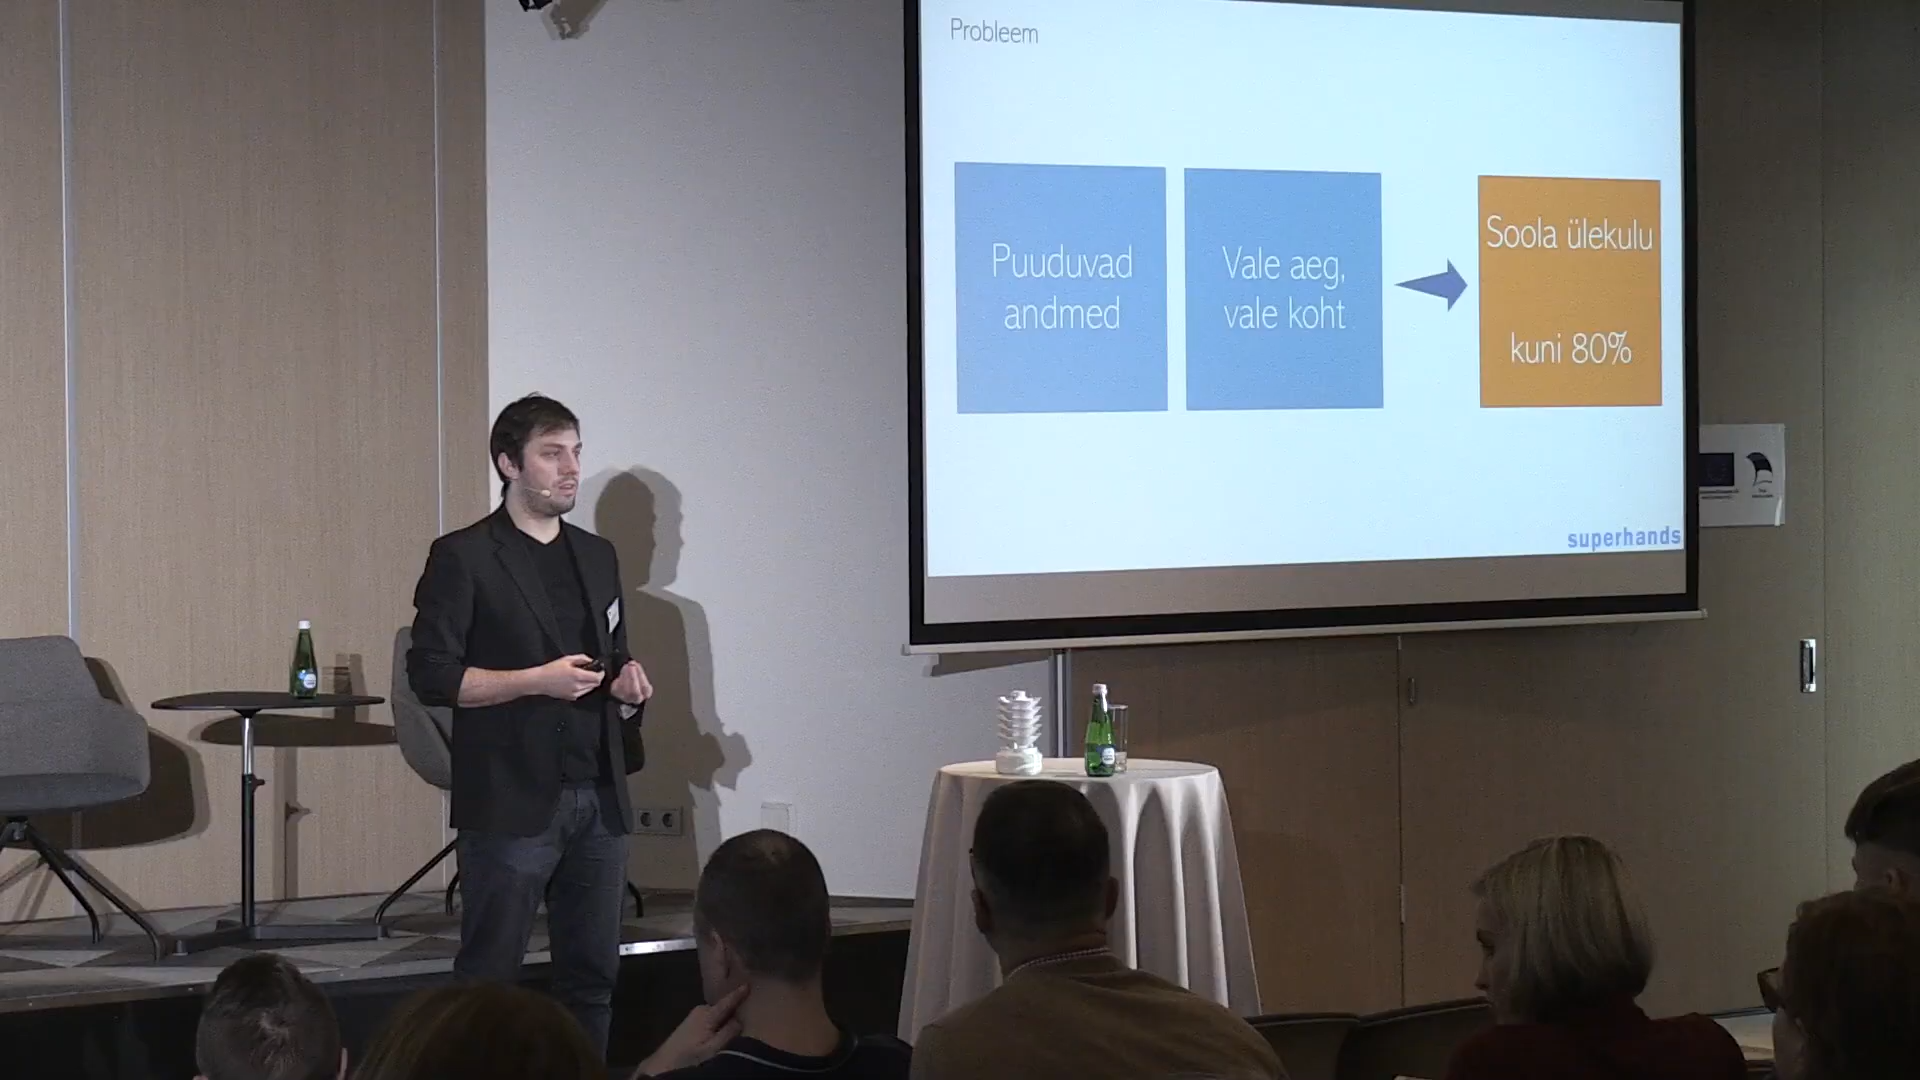 Probleem
Puuduvad
andmed
Vale aeg,
vale koht
Soola ülekulu
kuni 80%
superhands